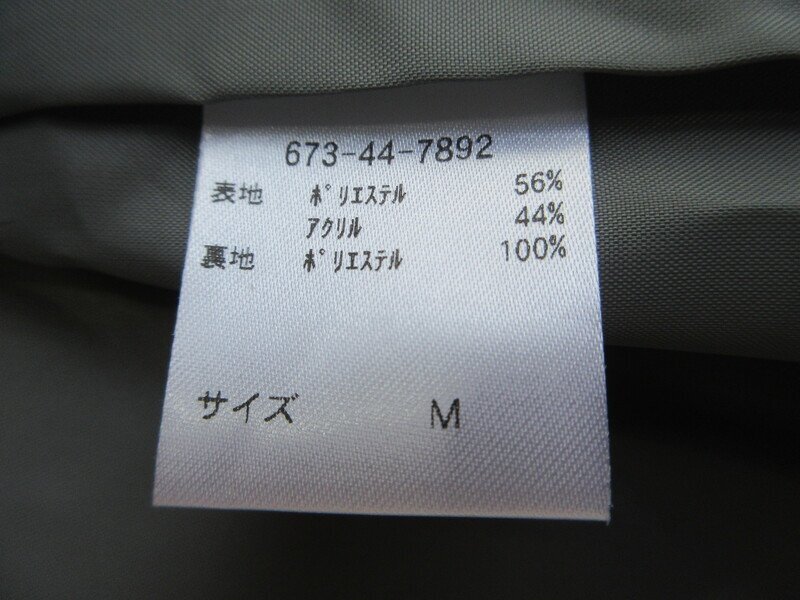 673-44-7892
表地 ﾎﾟﾘｴｽﾃﾙ 56%
ｱｸﾘﾙ 44%
裏地 ﾎﾟﾘｴｽﾃﾙ 100%
サイズ M